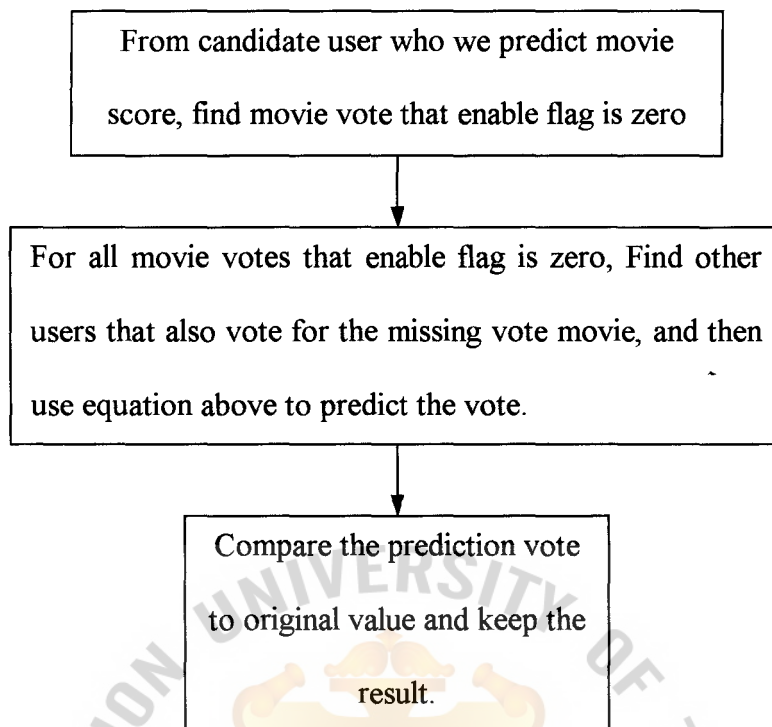 From candidate user who we predict movie
score, find movie vote that enable flag is zero
For all movie votes that enable flag is zero, Find other
users that also vote for the missing vote movie, and then
use equation above to predict the vote.
Compare the prediction vote
to original value and keep the
result.
UNIVERSITY OF